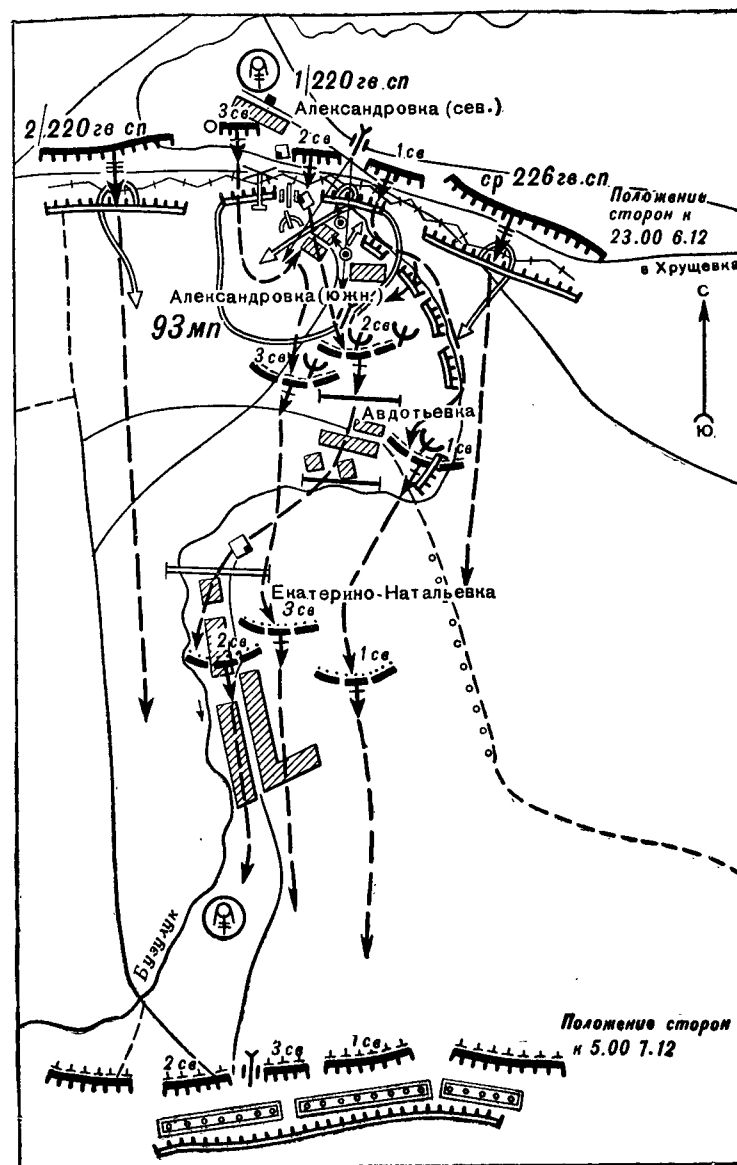 1/220 гв.сп
Александровка (сев.)
2/220 гв сп
3 св
2 св
1 св
ср 226 гв.сп
Положение
сторон к
23.00 6.12
в Хрущевка
С
Ю.
Александровка (южн.)
93 мп
2 св
3 св
Авдотьевка
1 св
Екатерино-Натальевка
3 св
2 св
1 св
Бузулук
Положение сторон
к 5.00 7.12
2 св
3 св
1 св